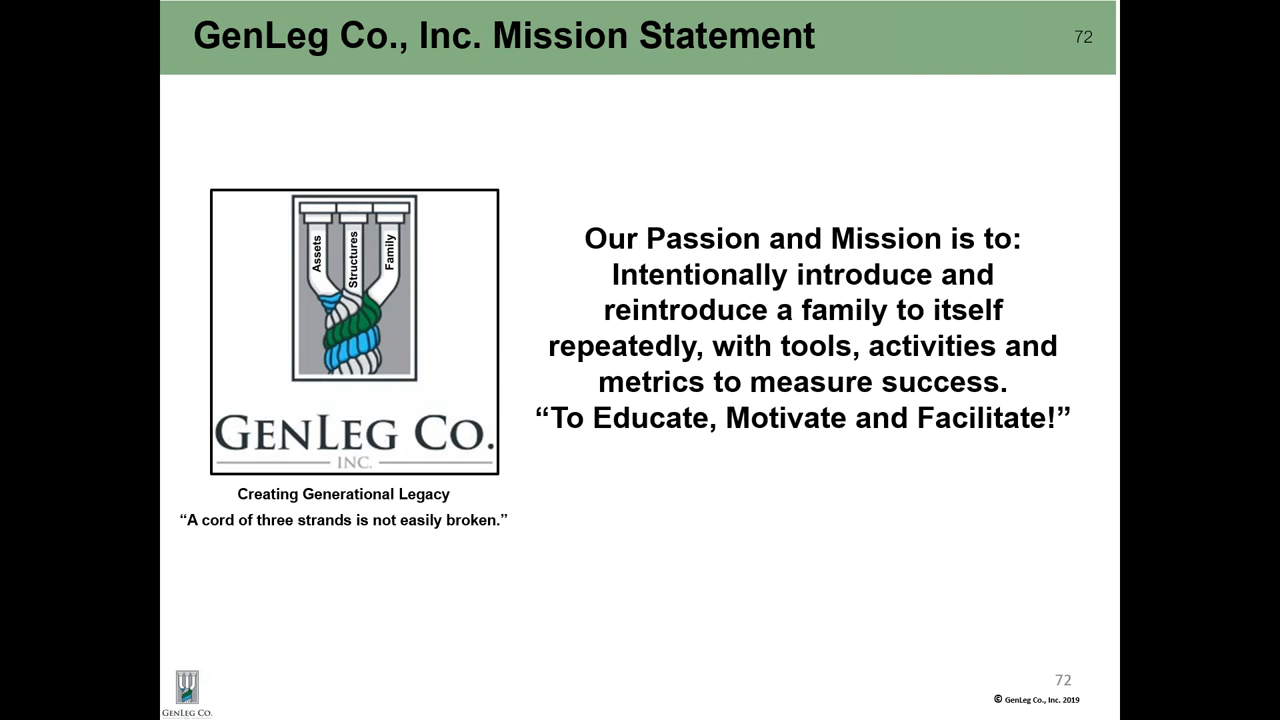 GenLeg Co., Inc. Mission Statement
72
Assets
Structures
Family
GENLEG CO.
INC.
Creating Generational Legacy
“A cord of three strands is not easily broken.”
Our Passion and Mission is to:
Intentionally introduce and
reintroduce a family to itself
repeatedly, with tools, activities and
metrics to measure success.
“To Educate, Motivate and Facilitate!”
GENLEG CO.
72
© GenLeg Co., Inc. 2019